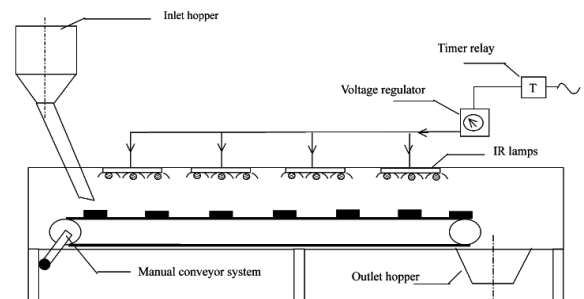 Inlet hopper
Timer relay
T
Voltage regulator
IR lamps
Manual conveyor system
Outlet hopper